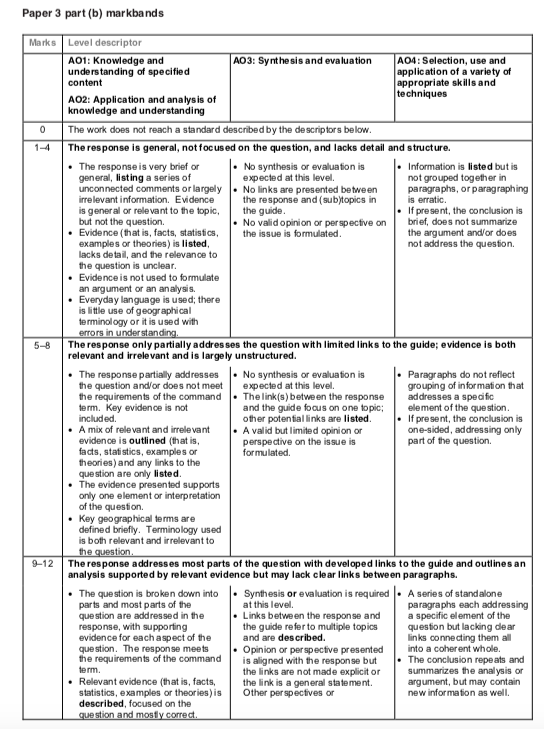 Paper 3 part (b) markbands
Marks Level descriptor
AO1: Knowledge and
understanding of specified
content
AO2: Application and analysis of
knowledge and understanding
AO3: Synthesis and evaluation
AO4: Selection, use and
application of a variety of
appropriate skills and
techniques
0 The work does not reach a standard described by the descriptors below.
1–4 The response is general, not focused on the question, and lacks detail and structure.
• The response is very brief or
general, listing a series of
unconnected comments or largely
irrelevant information. Evidence
is general or relevant to the topic,
but not the question.
• Evidence (that is, facts, statistics,
examples or theories) is listed,
lacks detail, and the relevance to
the question is unclear.
• Evidence is not used to formulate
an argument or an analysis.
• Everyday language is used; there
is little use of geographical
terminology or it is used with
errors in understanding.
• No synthesis or evaluation is
expected at this level.
• No links are presented between
the response and (sub)topics in
the guide.
• No valid opinion or perspective on
the issue is formulated.
• Information is listed but is
not grouped together in
paragraphs, or paragraphing
is erratic.
• If present, the conclusion is
brief, does not summarize
the argument and/or does
not address the question.
5–8 The response only partially addresses the question with limited links to the guide; evidence is both
relevant and irrelevant and is largely unstructured.
• The response partially addresses
the question and/or does not meet
the requirements of the command
term. Key evidence is not
included.
• A mix of relevant and irrelevant
evidence is outlined (that is,
facts, statistics, examples or
theories) and any links to the
question are only listed.
• The evidence presented supports
only one element or interpretation
of the question.
• Key geographical terms are
defined briefly. Terminology used
is both relevant and irrelevant to
the question.
• No synthesis or evaluation is
expected at this level.
• The link(s) between the response
and the guide focus on one topic;
other potential links are listed.
• A valid but limited opinion or
perspective on the issue is
formulated.
• Paragraphs do not reflect
grouping of information that
addresses a specific
element of the question.
• If present, the conclusion is
one-sided, addressing only
part of the question.
9–12 The response addresses most parts of the question with developed links to the guide and outlines an
analysis supported by relevant evidence but may lack clear links between paragraphs.
• The question is broken down into
parts and most parts of the
question are addressed in the
response, with supporting
evidence for each aspect of the
question. The response meets
the requirements of the command
term.
• Relevant evidence (that is, facts,
statistics, examples or theories) is
described, focused on the
question and mostly correct.
• Synthesis or evaluation is required
at this level.
• Links between the response and
the guide refer to multiple topics
and are described.
• Opinion or perspective presented
is aligned with the response but
the links are not made explicit or
the link is a general statement.
Other perspectives or
• A series of standalone
paragraphs each addressing
a specific element of the
question but lacking clear
links connecting them all
into a coherent whole.
• The conclusion repeats and
summarizes the analysis or
argument, but may contain
new information as well.